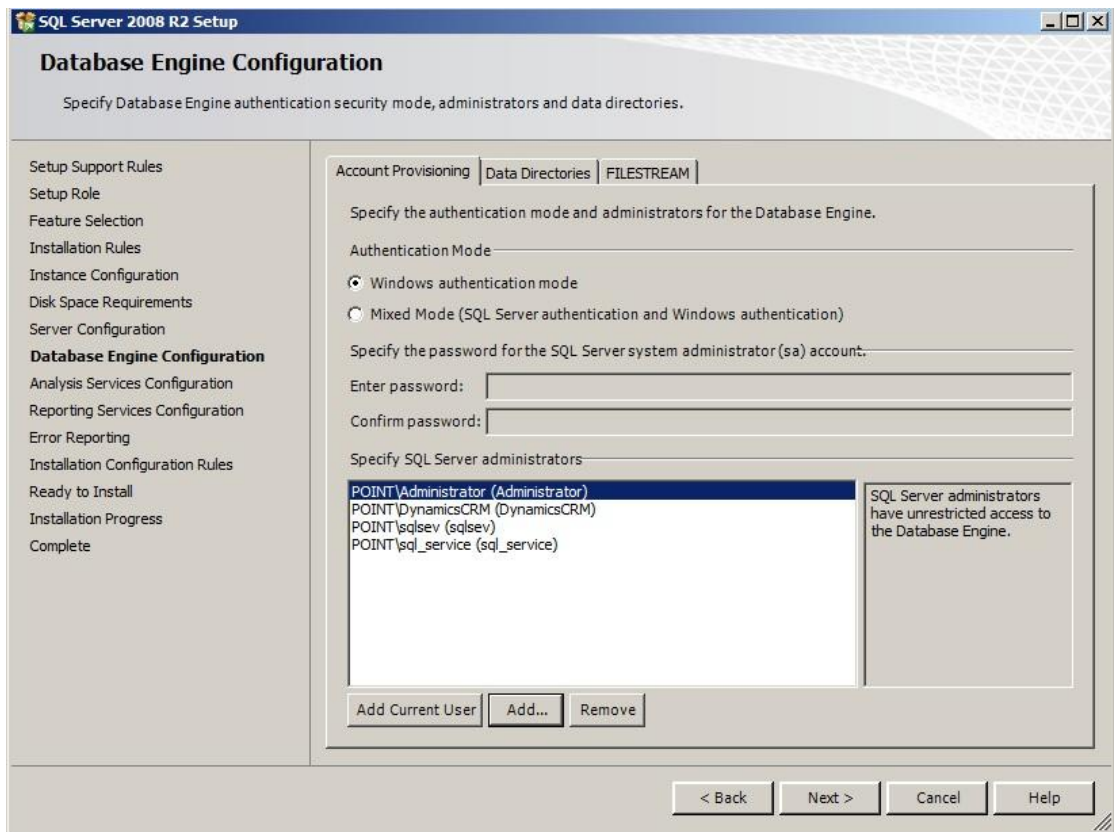 SQL Server 2008 R2 Setup
Database Engine Configuration
Specify Database Engine authentication security mode, administrators and data directories.
Setup Support Rules
Setup Role
Feature Selection
Installation Rules
Instance Configuration
Disk Space Requirements
Server Configuration
Database Engine Configuration
Analysis Services Configuration
Reporting Services Configuration
Error Reporting
Installation Configuration Rules
Ready to Install
Installation Progress
Complete
Account Provisioning Data Directories FILESTREAM
Specify the authentication mode and administrators for the Database Engine.
Authentication Mode
Windows authentication mode
Mixed Mode (SQL Server authentication and Windows authentication)
Specify the password for the SQL Server system administrator (sa) account.
Enter password:
Confirm password:
Specify SQL Server administrators
POINT\Administrator (Administrator)
POINT\DynamicsCRM (DynamicsCRM)
POINT\sqlsev (sqlsev)
POINT\sql_service (sql_service)
SQL Server administrators
have unrestricted access to
the Database Engine.
Add Current User Add... Remove
< Back Next > Cancel Help